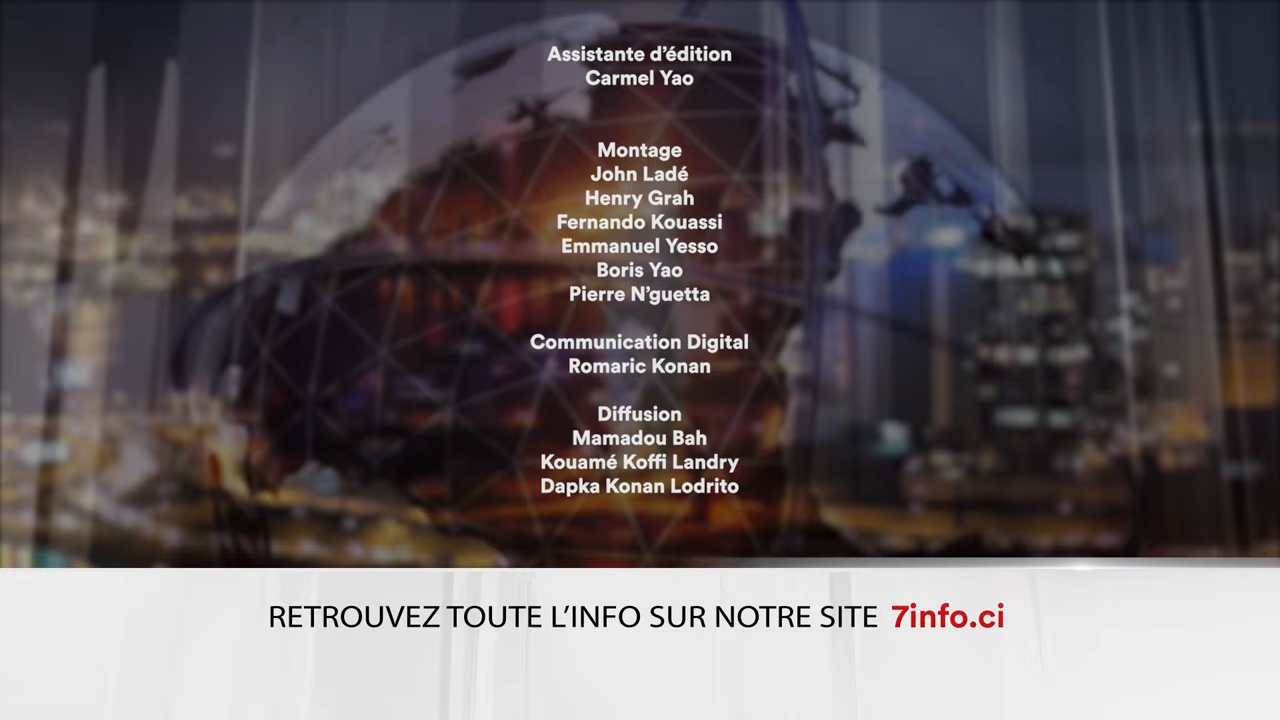 Assistante d'édition
Carmel Yao
Montage
John Ladé
Henry Grah
Fernando Kouassi
Emmanuel Yesso
Boris Yao
Pierre N'guetta
Communication Digital
Romaric Konan
Diffusion
Mamadou Bah
Kouamé Koffi Landry
Dapka Konan Lodrito
RETROUVEZ TOUTE L'INFO SUR NOTRE SITE 7info.ci